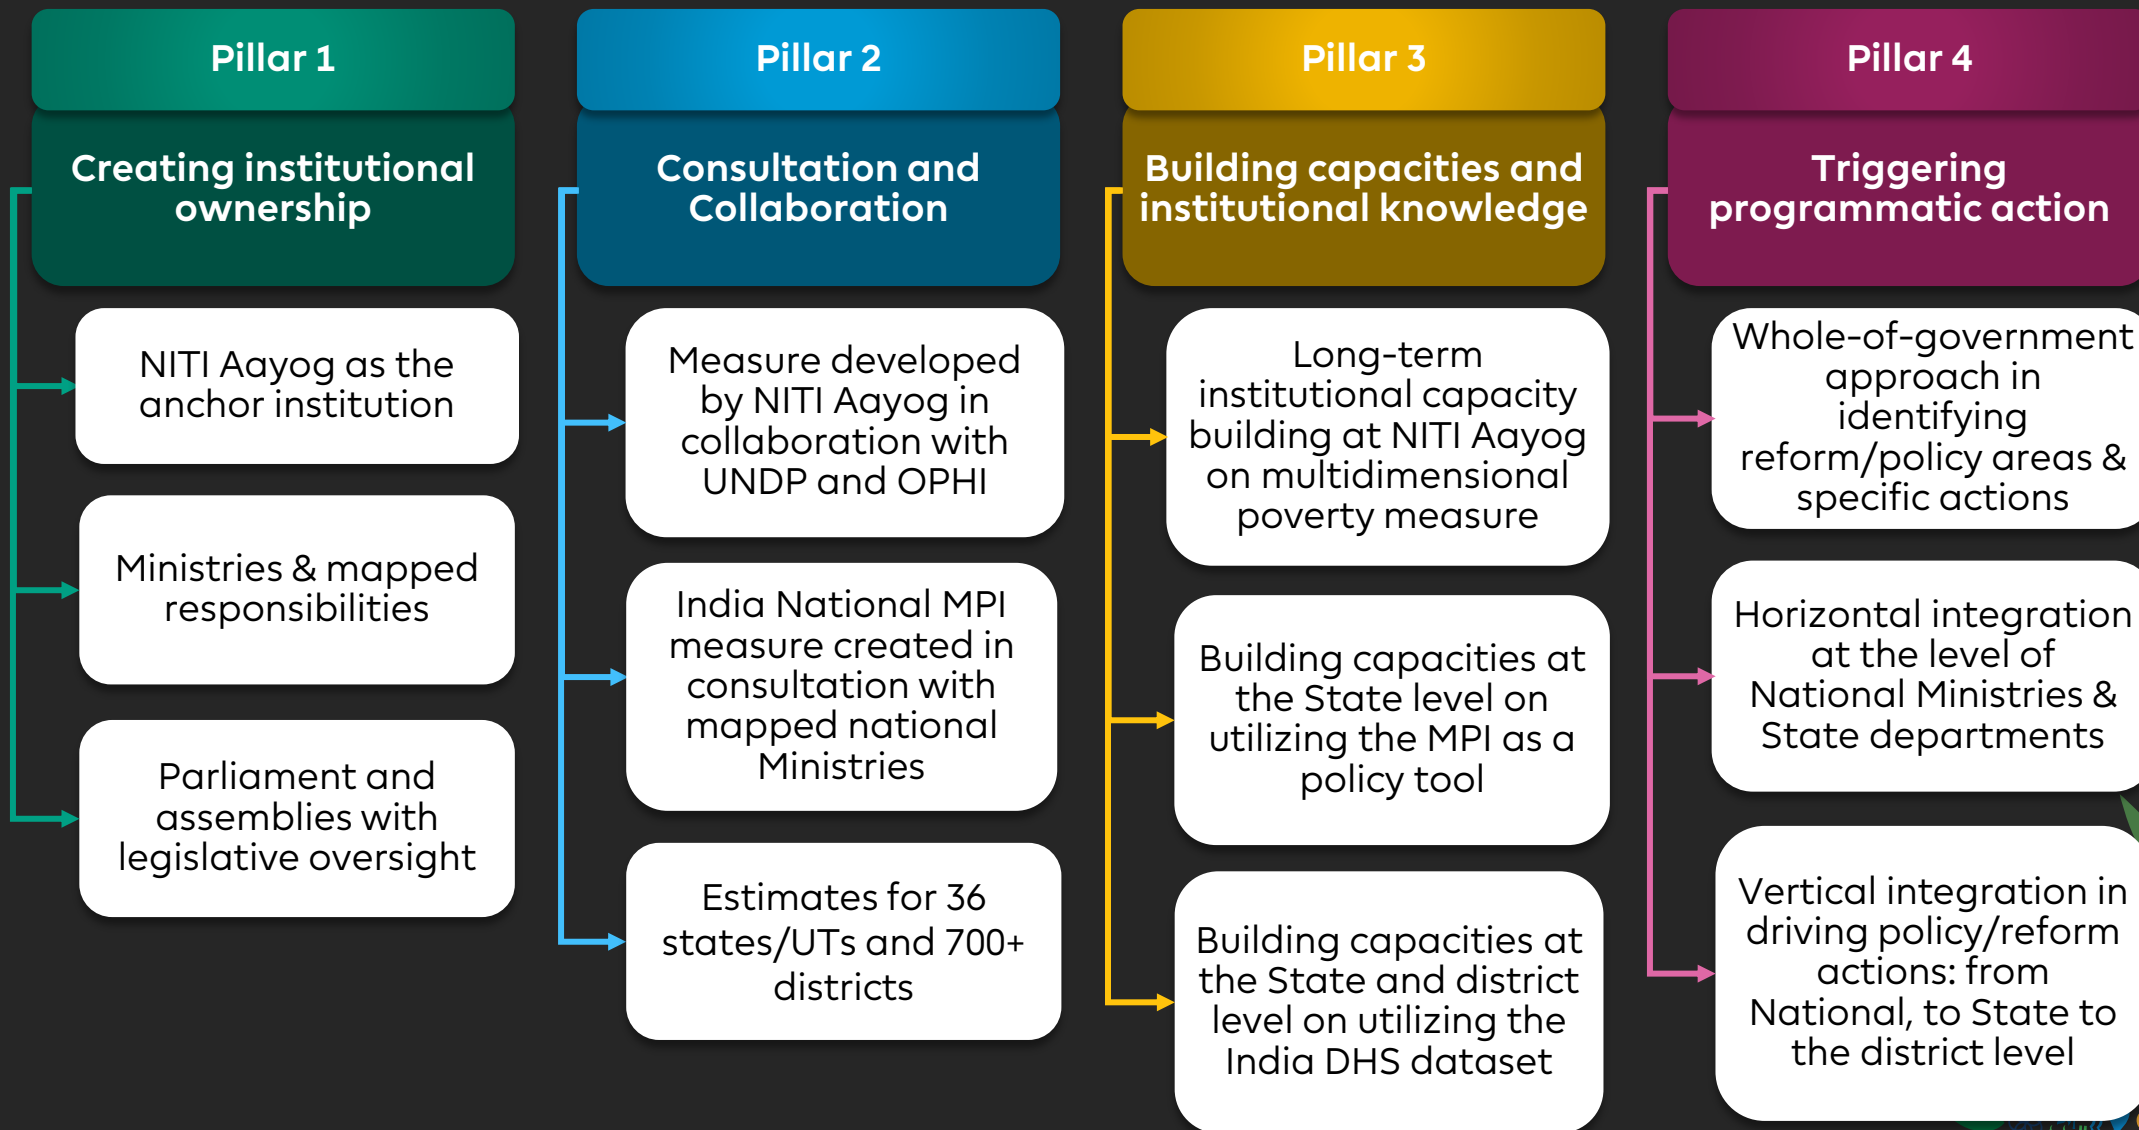 Pillar 1
Creating institutional
ownership
NITI Aayog as the
anchor institution
Ministries & mapped
responsibilities
Parliament and
assemblies with
legislative oversight
Pillar 2
Consultation and
Collaboration
Measure developed
by NITI Aayog in
collaboration with
UNDP and OPHI
India National MPI
measure created in
consultation with
mapped national
Ministries
Estimates for 36
states/UTs and 700+
districts
Pillar 3
Building capacities and
institutional knowledge
Long-term
institutional capacity
building at NITI Aayog
on multidimensional
poverty measure
Building capacities at
the State level on
utilizing the MPI as a
policy tool
Building capacities at
the State and district
level on utilizing the
India DHS dataset
Pillar 4
Triggering
programmatic action
Whole-of-government
approach in
identifying
reform/policy areas &
specific actions
Horizontal integration
at the level of
National Ministries &
State departments
Vertical integration in
driving policy/reform
actions: from
National, to State to
the district level